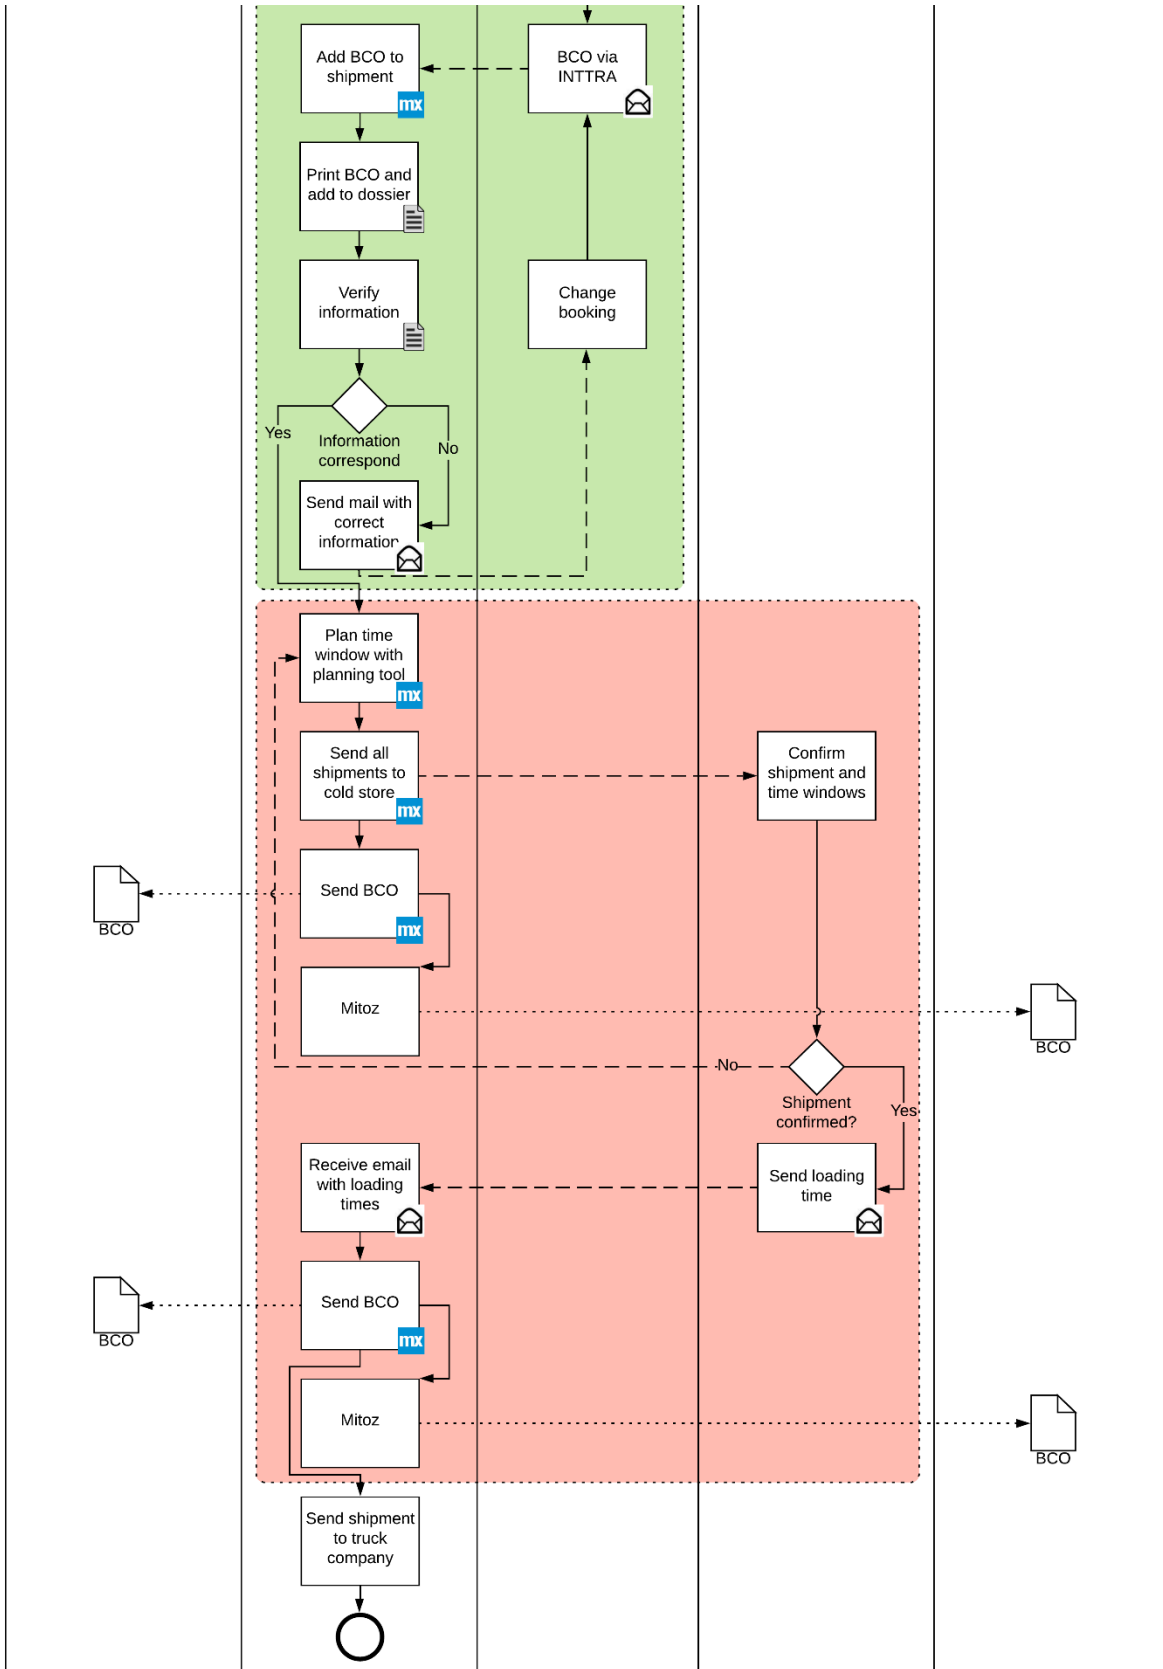 Add BCO to
shipment
mx
BCO via
INTTRA
Print BCO and
add to dossier
Verify
information
Change
booking
Yes
Information
correspond
No
Send mail with
correct
information
Plan time
window with
planning tool
mx
Send all
shipments to
cold store
mx
Confirm
shipment and
time windows
Send BCO
mx
BCO
Mitoz
BCO
No
Shipment
confirmed?
Yes
Receive email
with loading
times
Send loading
time
Send BCO
mx
BCO
Mitoz
BCO
Send shipment
to truck
company